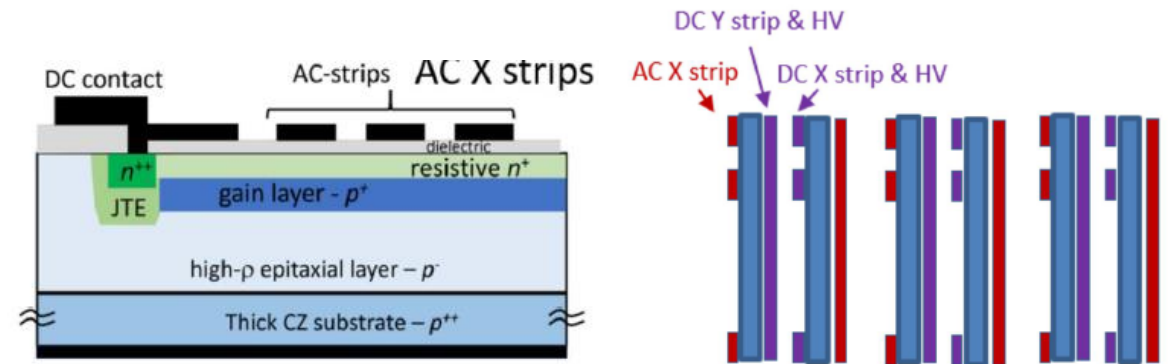 DC contact
AC-strips
AC X strips
dielectric
n++
resistive n+
gain layer - p+
JTE
high-ρ epitaxial layer – p-
Thick CZ substrate – p++
DC Y strip & HV
AC X strip
DC X strip & HV